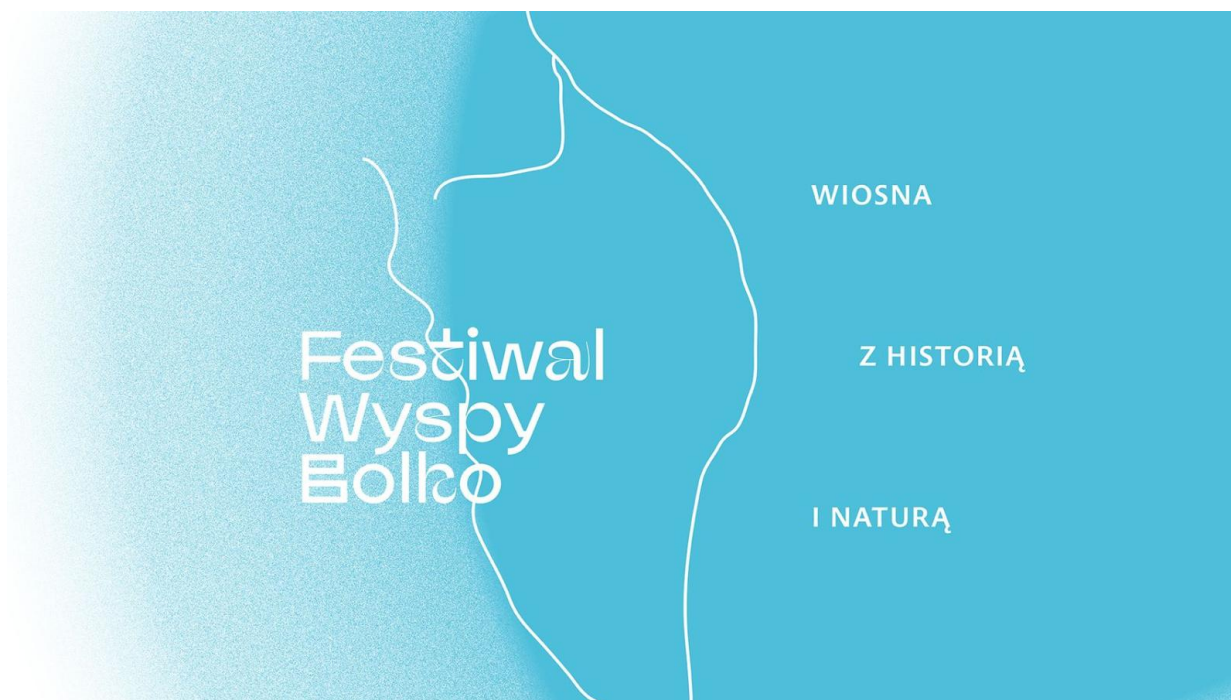 Festiwal
Wyspy
Bolko
WIOSNA
Z HISTORIĄ
I NATURĄ